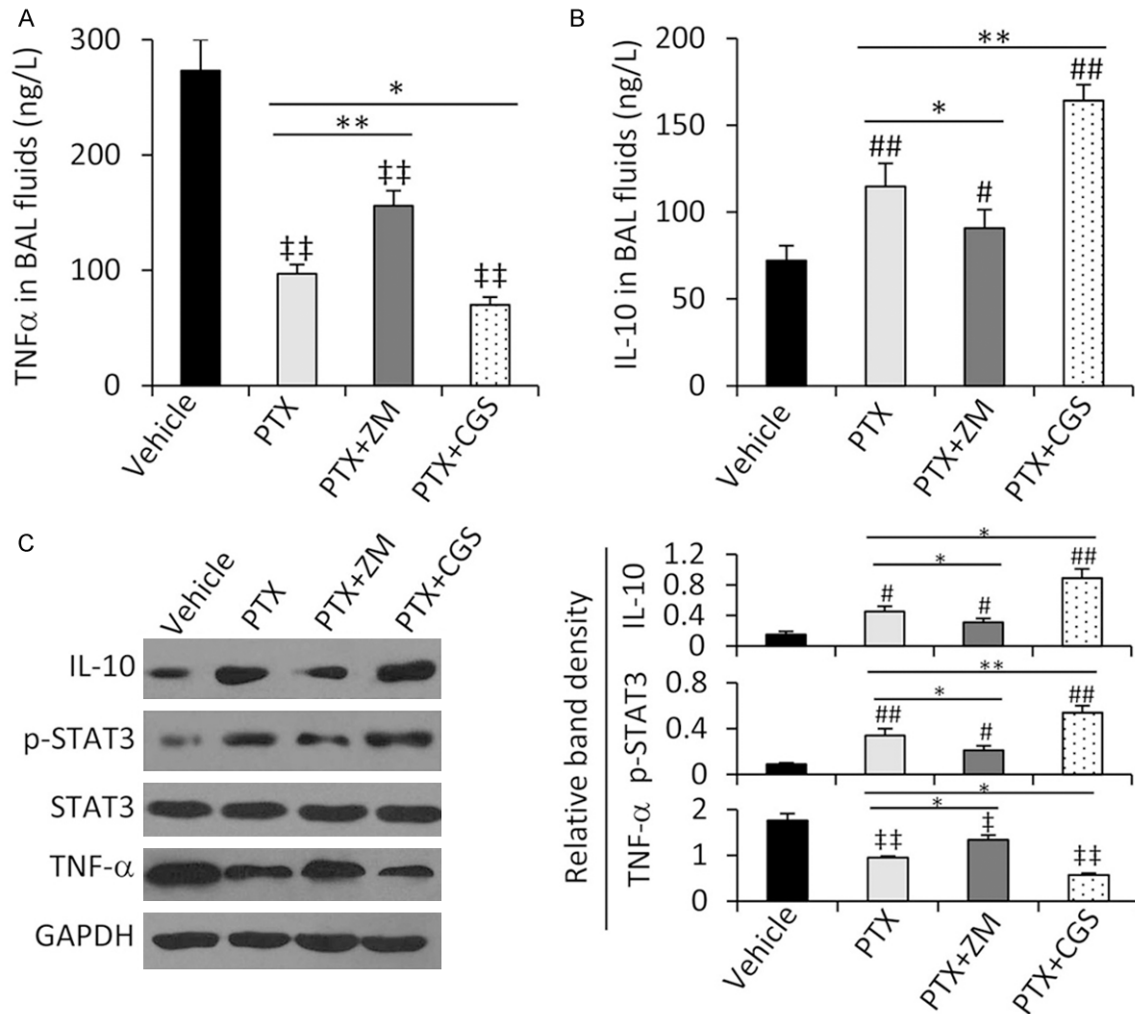 A
TNFα in BAL fluids (ng/L)
300
200
100
0
*
**
‡‡
‡‡
‡‡
Vehicle
PTX
PTX+ZM
PTX+CGS
B
IL-10 in BAL fluids (ng/L)
200
150
100
50
0
**
##
*
##
#
Vehicle
PTX
PTX+ZM
PTX+CGS
C
Vehicle
PTX
PTX+ZM
PTX+CGS
IL-10
p-STAT3
STAT3
TNF-α
GAPDH
Relative band density
IL-10
1.2
0.8
0.4
0
*
*
##
#
#
p-STAT3
0.8
0.4
0
**
*
##
##
#
TNF-α
2
1
0
*
*
‡
‡‡
‡‡
Vehicle
PTX
PTX+ZM
PTX+CGS